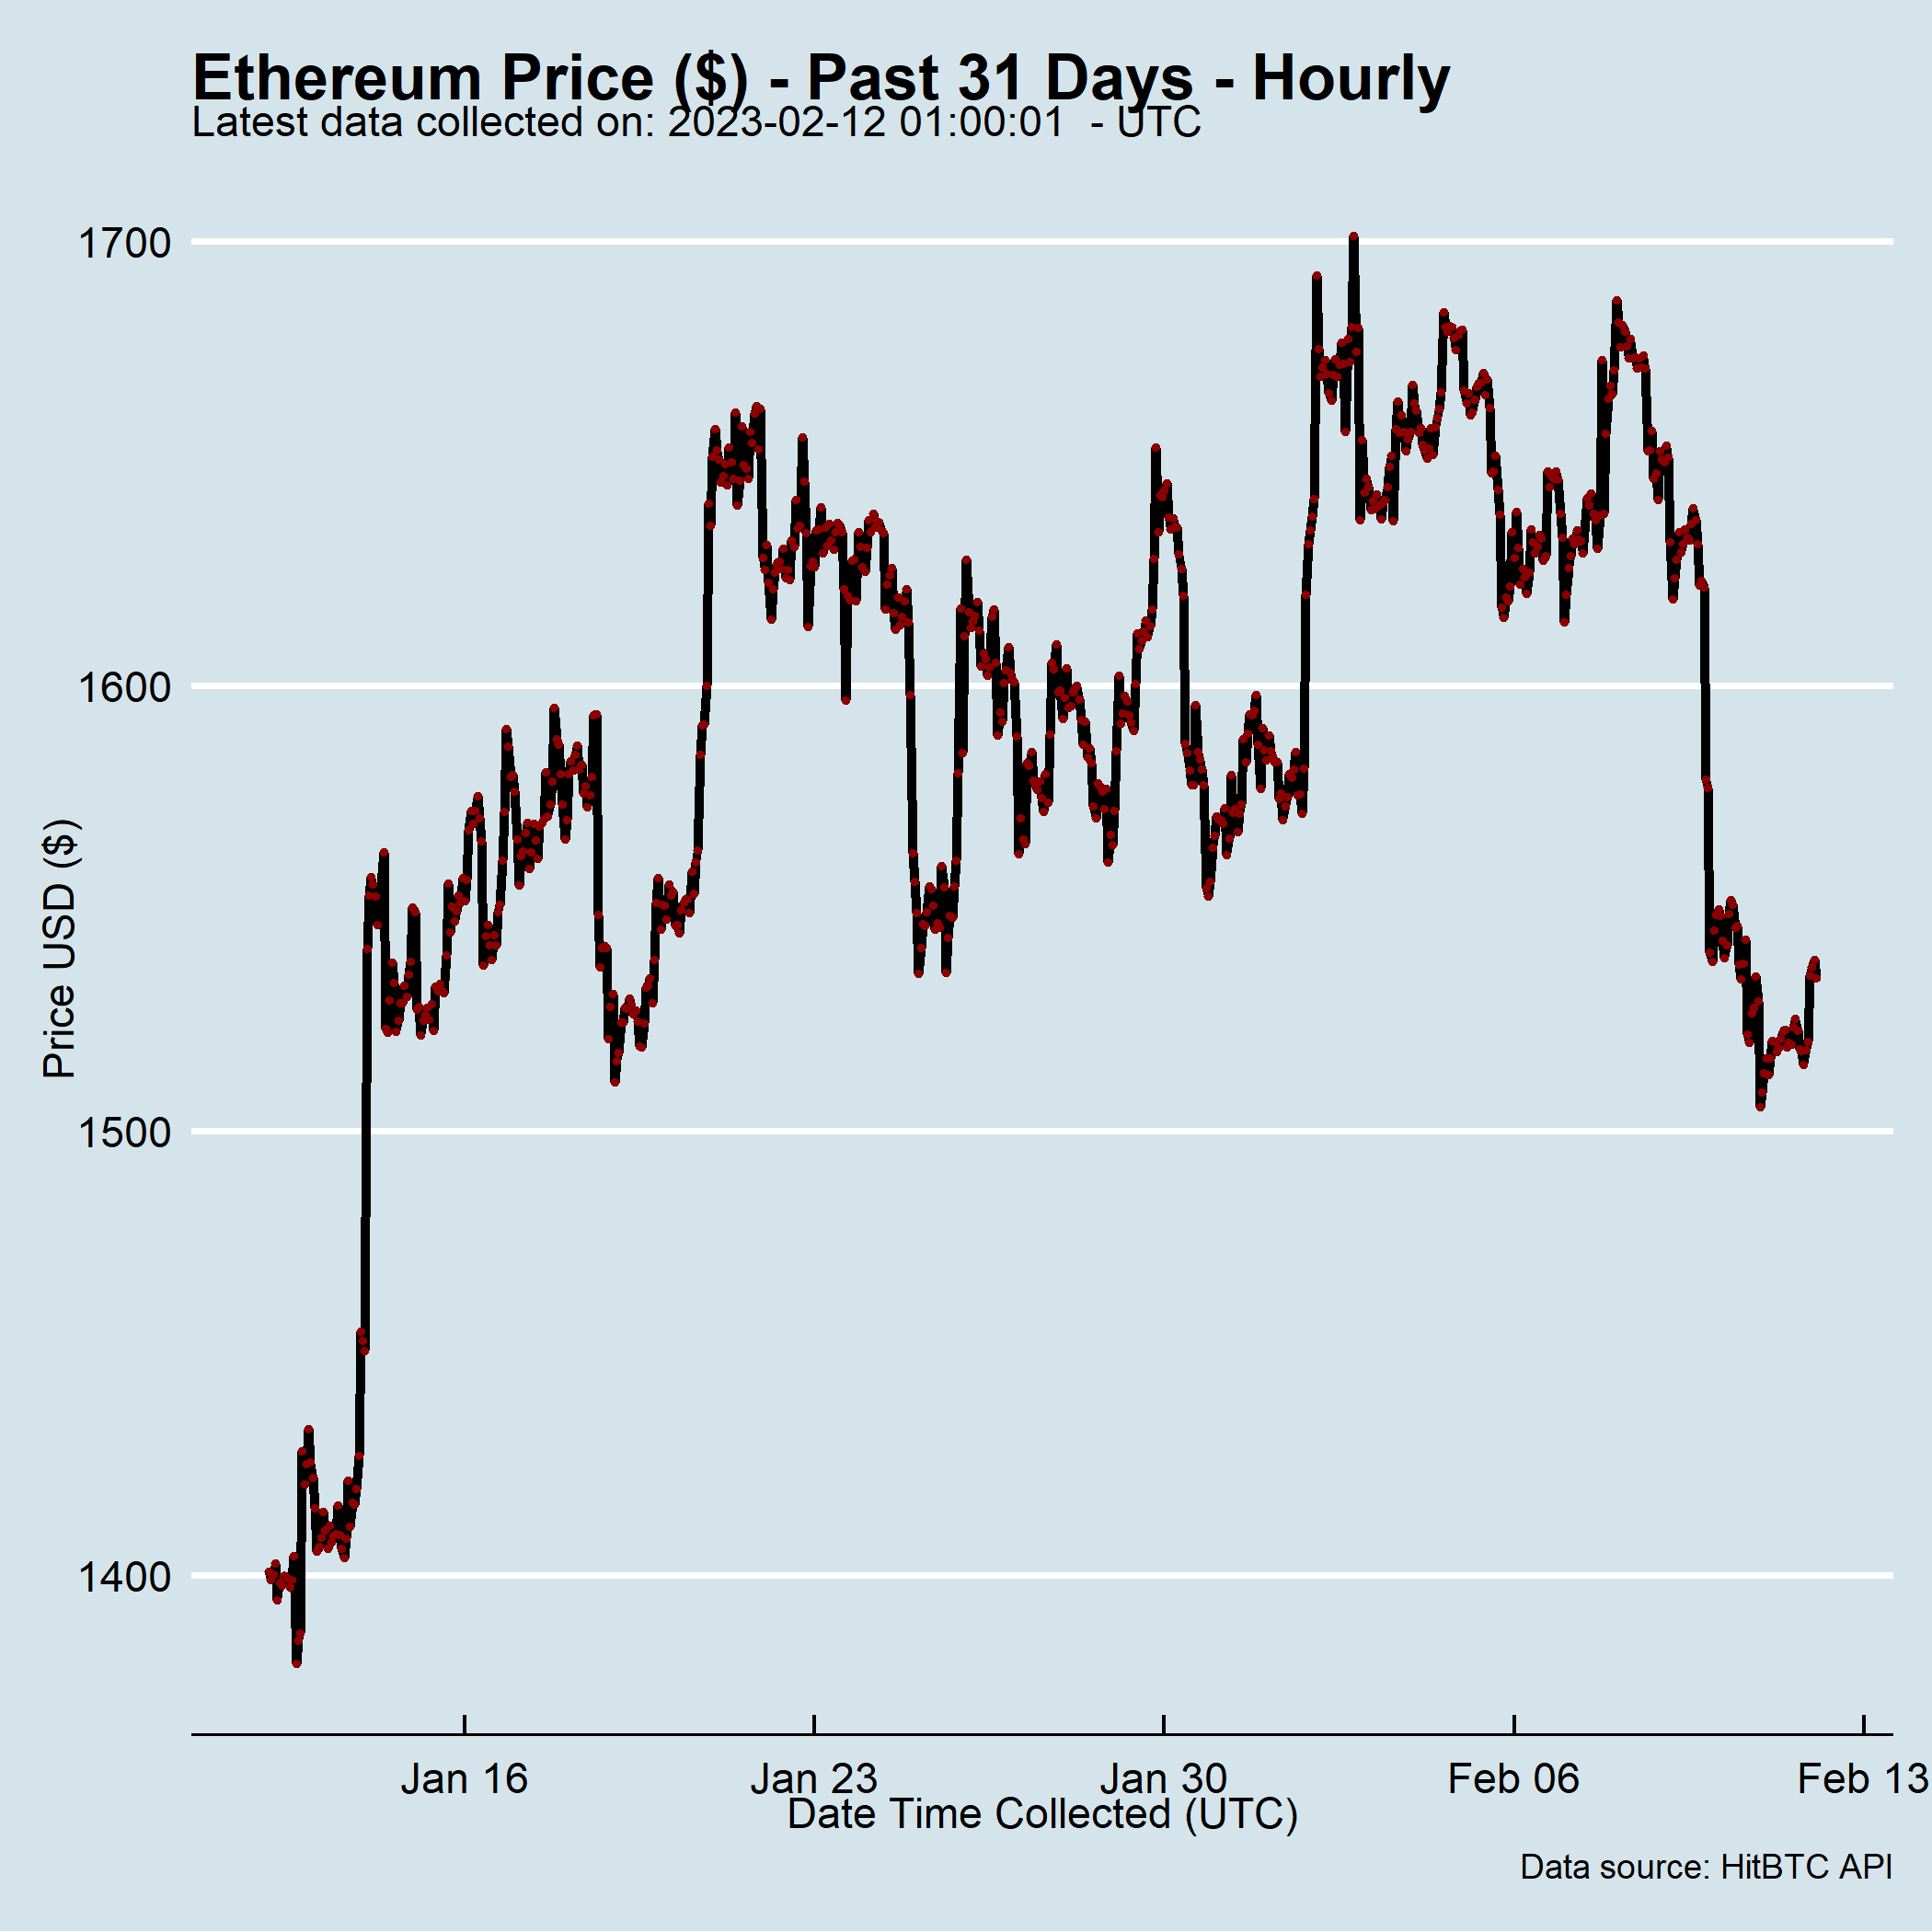 Ethereum Price ($) - Past 31 Days - Hourly
Latest data collected on: 2023-02-12 01:00:01  - UTC
1700
1600
1500
1400
Price USD ($)
Jan 16 Jan 23 Jan 30 Feb 06 Feb 13
Date Time Collected (UTC)
Data source: HitBTC API